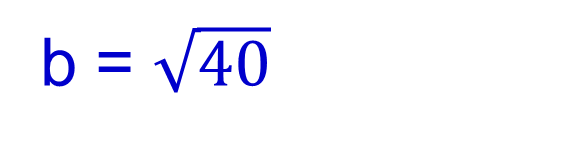 b = √40